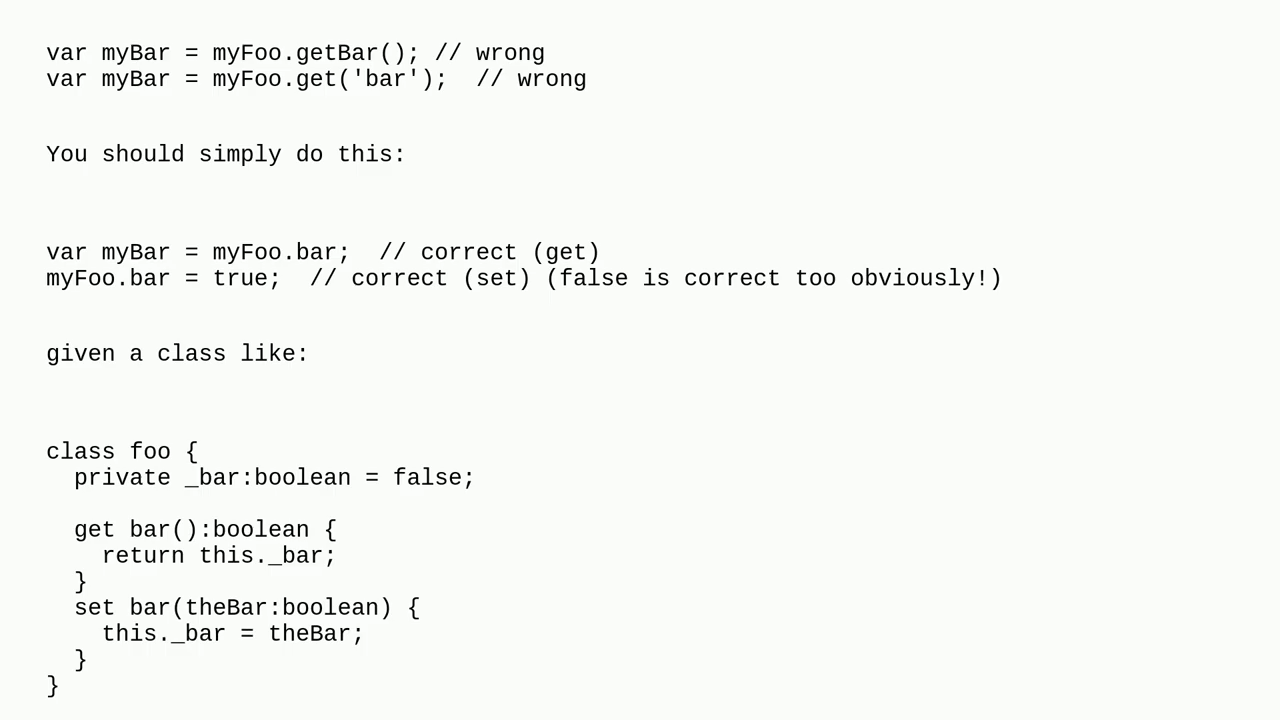 var myBar = myFoo.getBar(); // wrong
var myBar = myFoo.get('bar');  // wrong
You should simply do this:
var myBar = myFoo.bar;  // correct (get)
myFoo.bar = true;  // correct (set) (false is correct too obviously!)
given a class like:
class foo {
  private _bar:boolean = false;
  get bar():boolean {
    return this._bar;
  }
  set bar(theBar:boolean) {
    this._bar = theBar;
  }
}